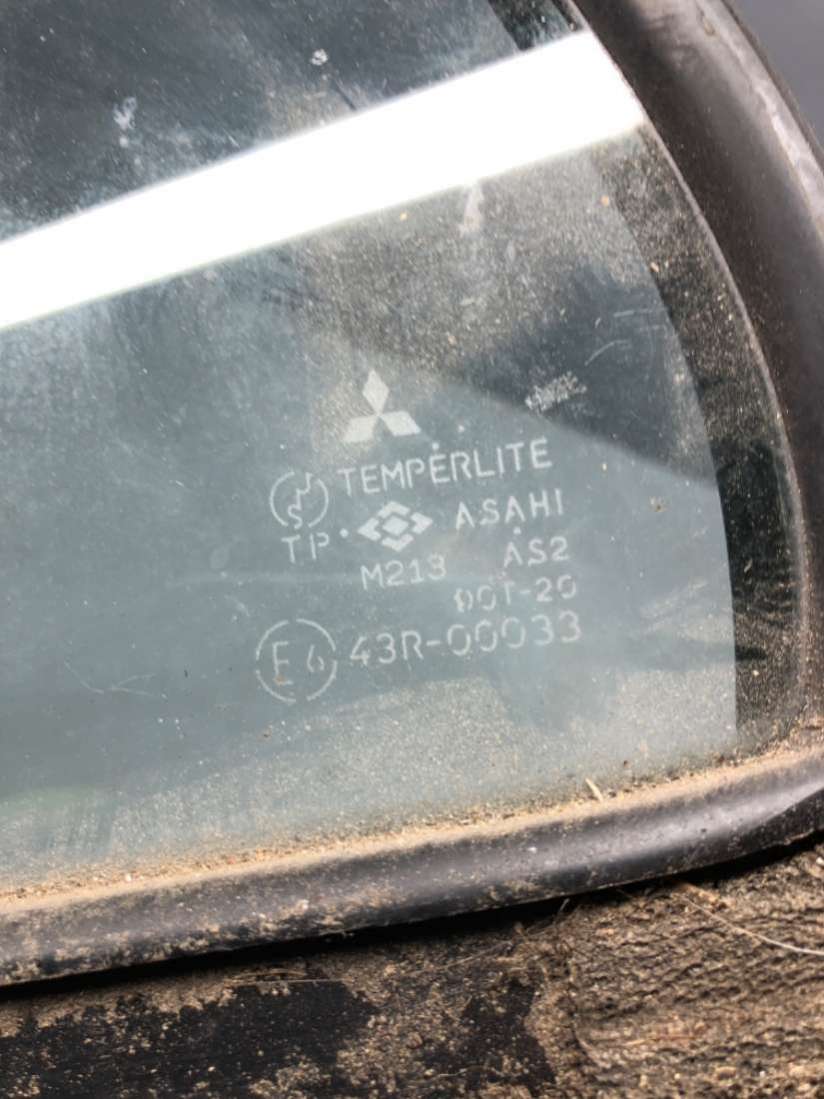 TEMPERLITE
TP ASAHI
M213 AS2
DOT-20
E6 43R-00033